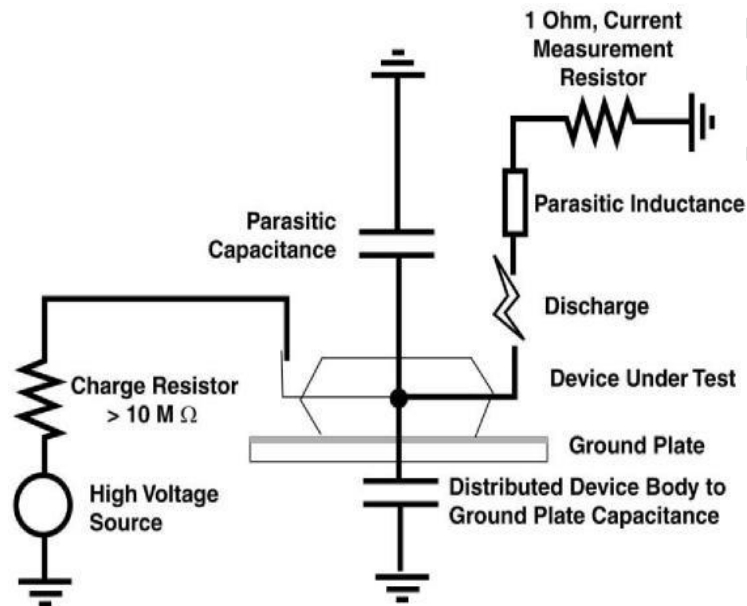 1 Ohm, Current
Measurement
Resistor
Parasitic
Capacitance
Parasitic Inductance
Discharge
Charge Resistor
> 10 M Ω
Device Under Test
Ground Plate
High Voltage
Source
Distributed Device Body to
Ground Plate Capacitance